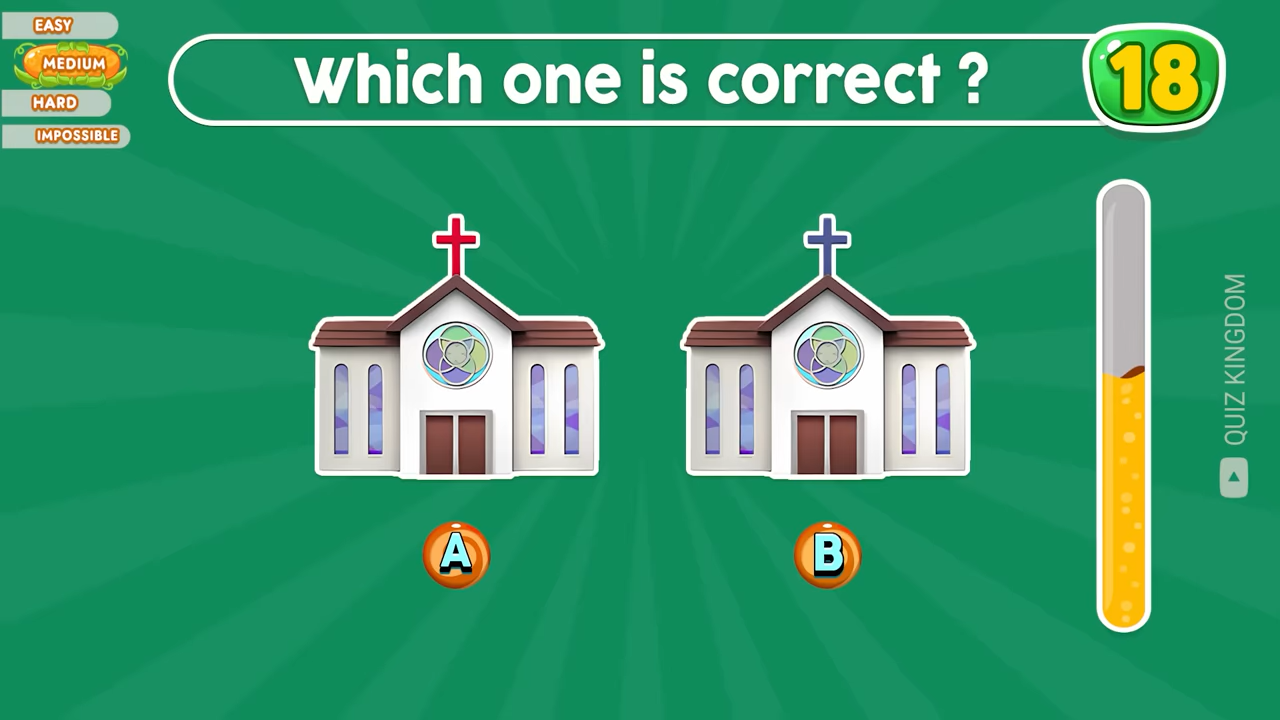 EASY
MEDIUM
HARD
IMPOSSIBLE
Which one is correct ?
18
A
B
QUIZ KINGDOM